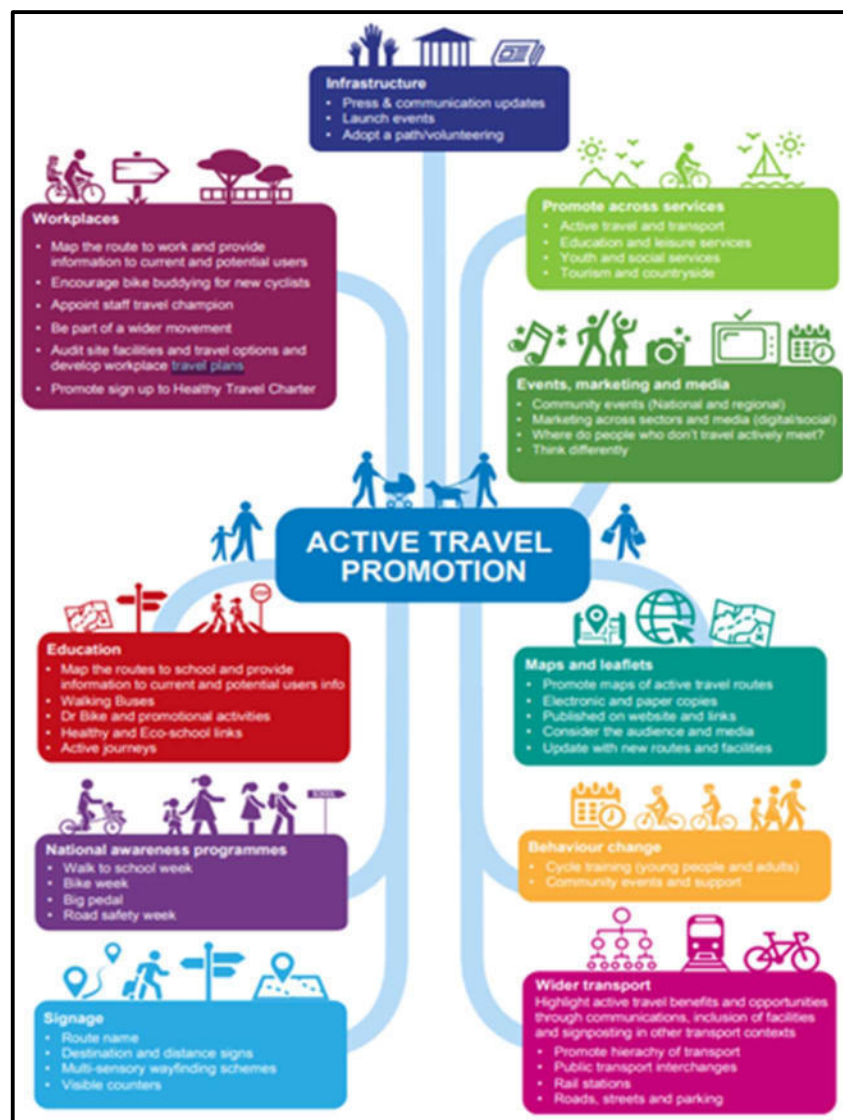 Infrastructure
• Press & communication updates
• Launch events
• Adopt a path/volunteering
Workplaces
• Map the route to work and provide
information to current and potential users
• Encourage bike buddying for new cyclists
• Appoint staff travel champion
• Be part of a wider movement
• Audit site facilities and travel options and
develop workplace travel plans
• Promote sign up to Healthy Travel Charter
Promote across services
• Active travel and transport
• Education and leisure services
• Youth and social services
• Tourism and countryside
Events, marketing and media
• Community events (National and regional)
• Marketing across sectors and media (digital/social)
• Where do people who don't travel actively meet?
• Think differently
ACTIVE TRAVEL
PROMOTION
Education
• Map the routes to school and provide
information to current and potential users info
• Walking Buses
• Dr Bike and promotional activities
• Healthy and Eco-school links
• Active journeys
Maps and leaflets
• Promote maps of active travel routes
• Electronic and paper copies
• Published on website and links
• Consider the audience and media
• Update with new routes and facilities
National awareness programmes
• Walk to school week
• Bike week
• Big pedal
• Road safety week
Behaviour change
• Cycle training (young people and adults)
• Community events and support
Signage
• Route name
• Destination and distance signs
• Multi-sensory wayfinding schemes
• Visible counters
Wider transport
Highlight active travel benefits and opportunities
through communications, inclusion of facilities
and signposting in other transport contexts
• Promote hierarchy of transport
• Public transport interchanges
• Rail stations
• Roads, streets and parking